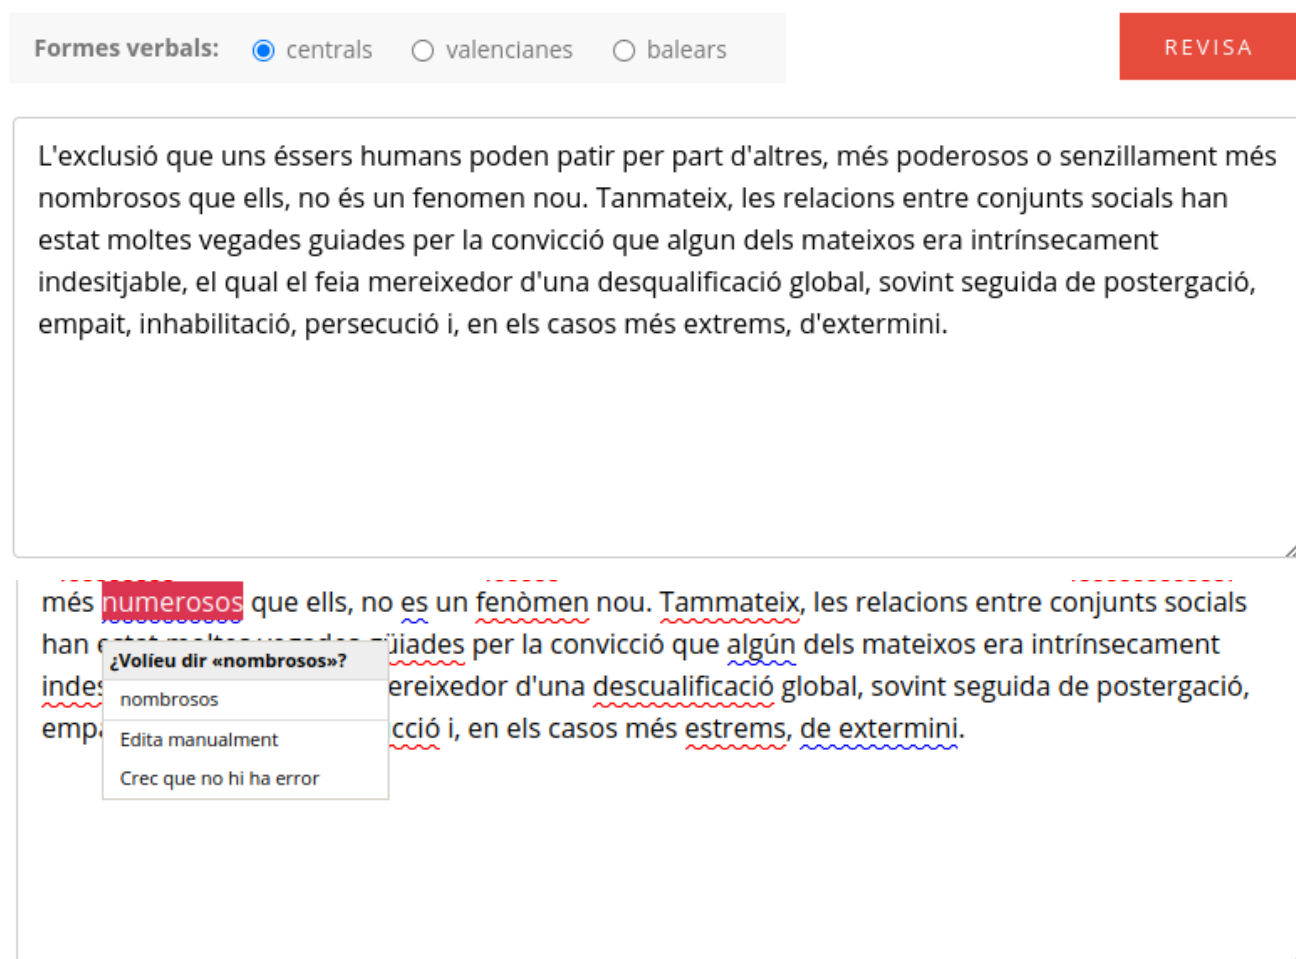 Formes verbals: centrals valencianes balears REVISA
L'exclusió que uns éssers humans poden patir per part d'altres, més poderosos o senzillament més
nombrosos que ells, no és un fenomen nou. Tanmateix, les relacions entre conjunts socials han
estat moltes vegades guiades per la convicció que algun dels mateixos era intrínsecament
indesitjable, el qual el feia mereixedor d'una desqualificació global, sovint seguida de postergació,
empait, inhabilitació, persecució i, en els casos més extrems, d'extermini.
més numerosos que ells, no es un fenòmen nou. Tammateix, les relacions entre conjunts socials
han güiades per la convicció que algún dels mateixos era intrínsecament
¿Volíeu dir «nombrosos»?
d'una descualificació global, sovint seguida de postergació,
nombrosos
i, en els casos més estrems, de extermini.
Edita manualment
Crec que no hi ha error